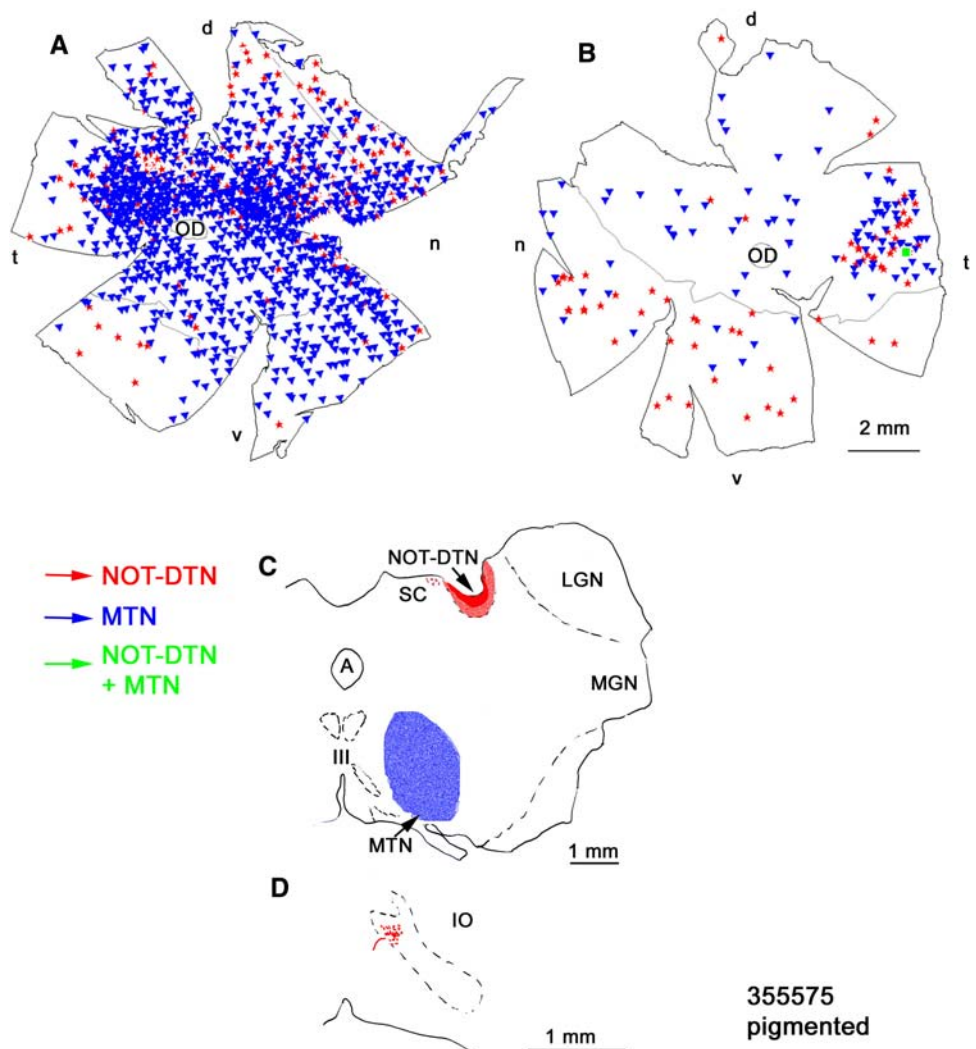 A
d
OD
t
n
v
B
d
n
OD
t
2 mm
v
NOT-DTN
MTN
NOT-DTN
+ MTN
C
NOT-DTN
SC
LGN
A
MGN
III
MTN
1 mm
D
IO
1 mm
355575
pigmented